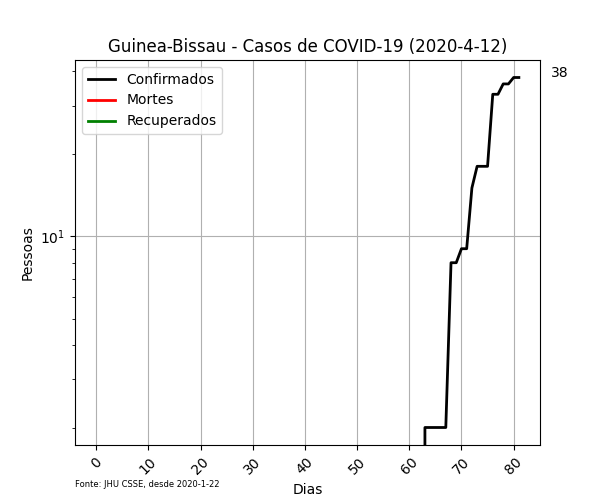 Guinea-Bissau - Casos de COVID-19 (2020-4-12)
Confirmados
Mortes
Recuperados
38
10¹
Pessoas
0 10 20 30 40 50 60 70 80
Dias
Fonte: JHU CSSE, desde 2020-1-22